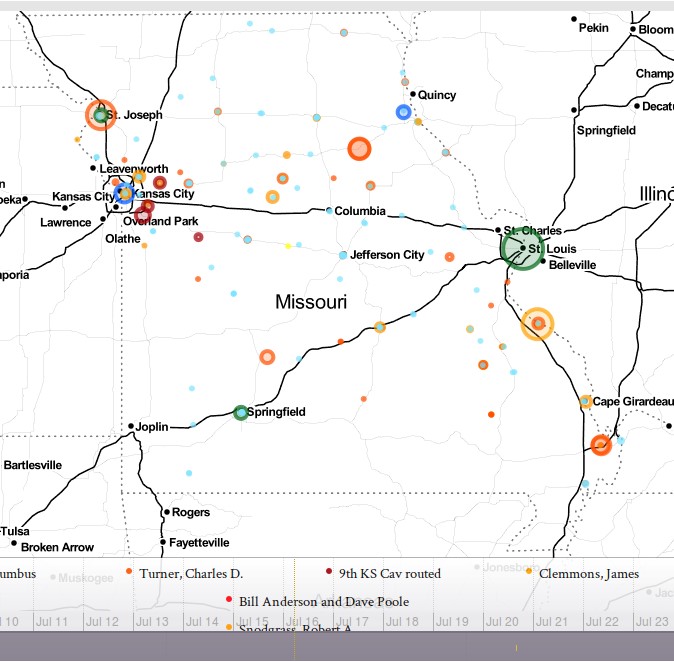 Pekin
Bloom
Champ
Quincy
Decatu
St. Joseph
Springfield
Leavenworth
Kansas City
Kansas City
Illino
eka
Columbia
Lawrence
Overland Park
St. Charles
Olathe
Jefferson City
St. Louis
Belleville
mporia
Missouri
Cape Girardeau
Springfield
Joplin
Bartlesville
Rogers
Tulsa
Broken Arrow
Fayetteville
umbus
Muskogee
Turner, Charles D.
9th KS Cav routed
Jonesboro
Clemmons, James
Bill Anderson and Dave Poole
Jac
10
Jul 11
Jul 12
Jul 13
Jul 14
Jul 15
Jul 16
Jul 17
Jul 18
Jul 19
Jul 20
Jul 21
Jul 22
Jul 23
Snodgrass, Robert A.